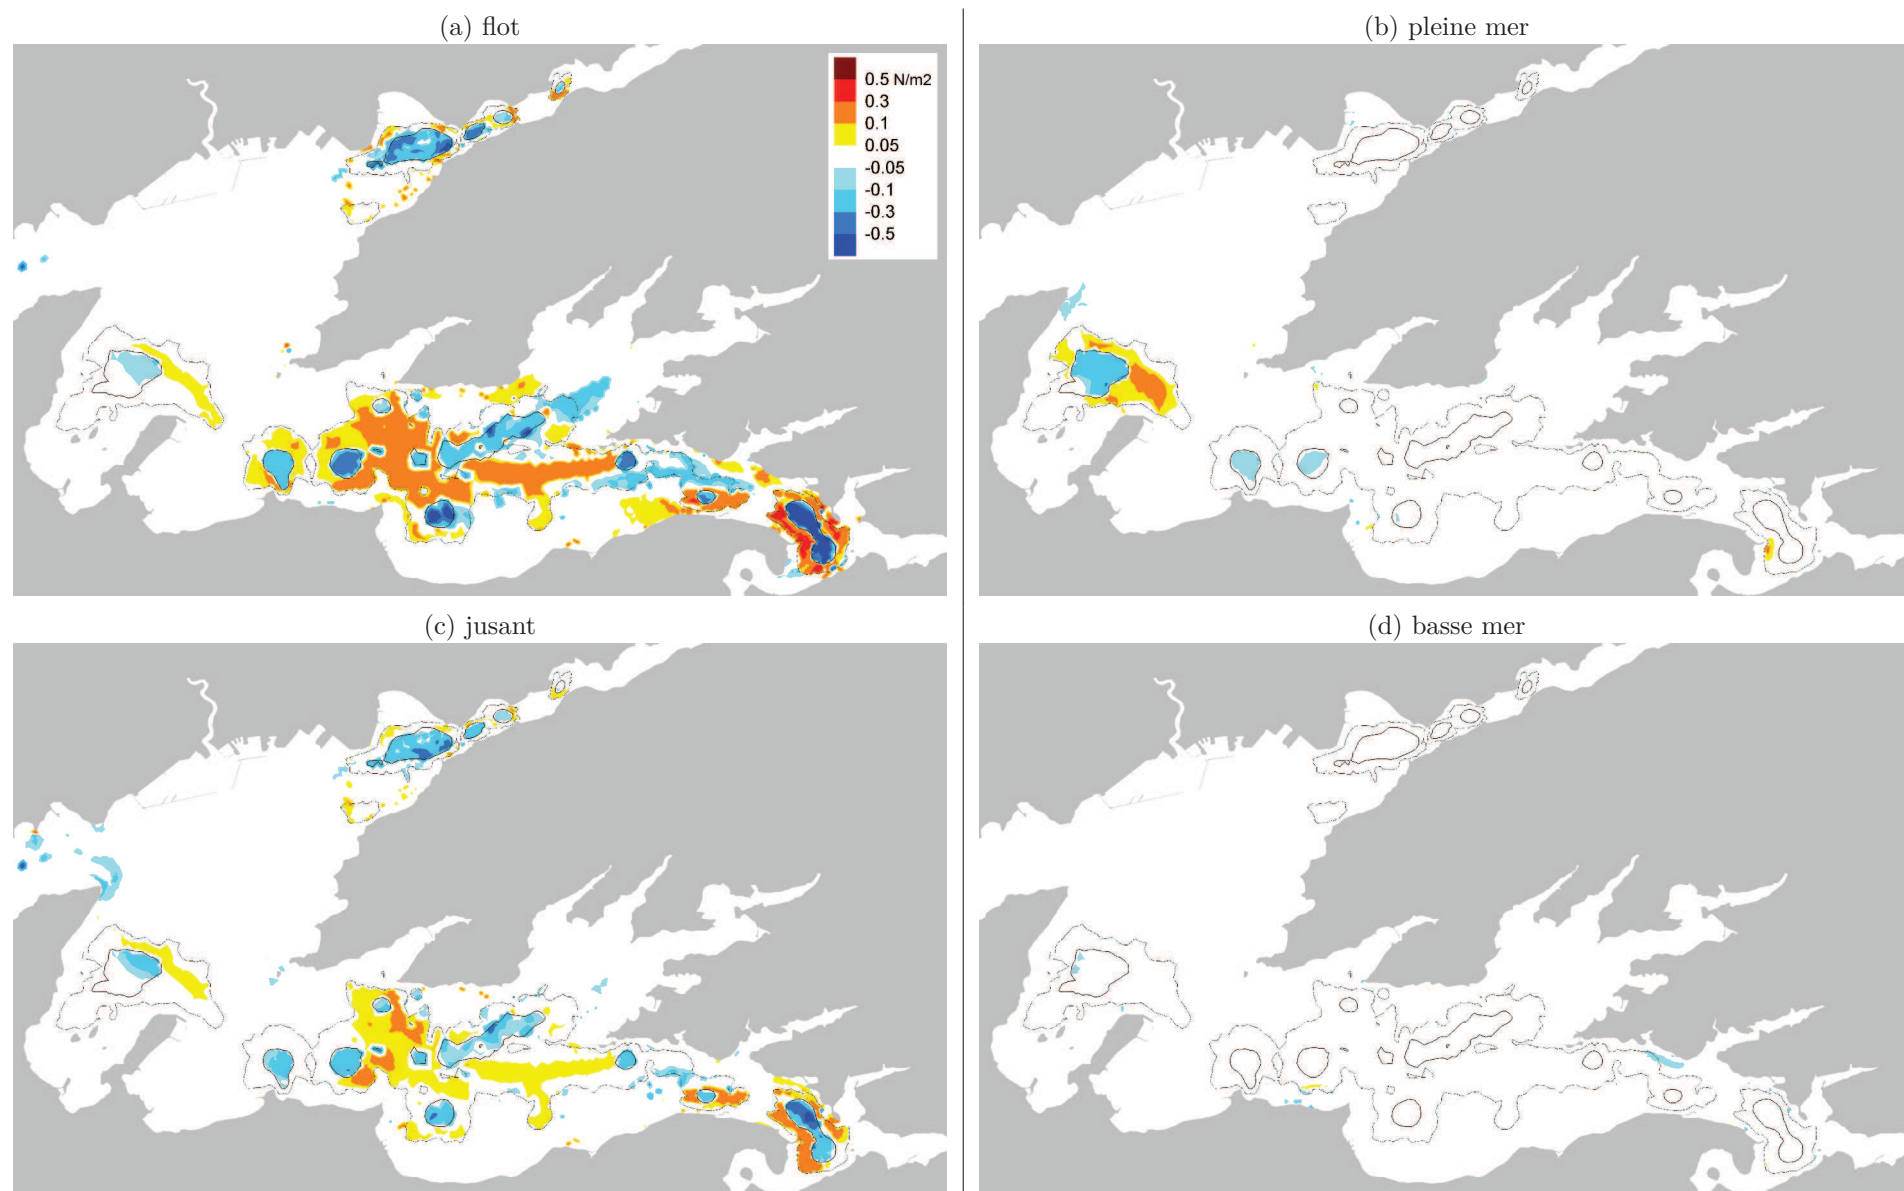 (a) flot
(b) pleine mer
0.5 N/m2
0.3
0.1
0.05
-0.05
-0.1
-0.3
-0.5
(c) jusant
(d) basse mer